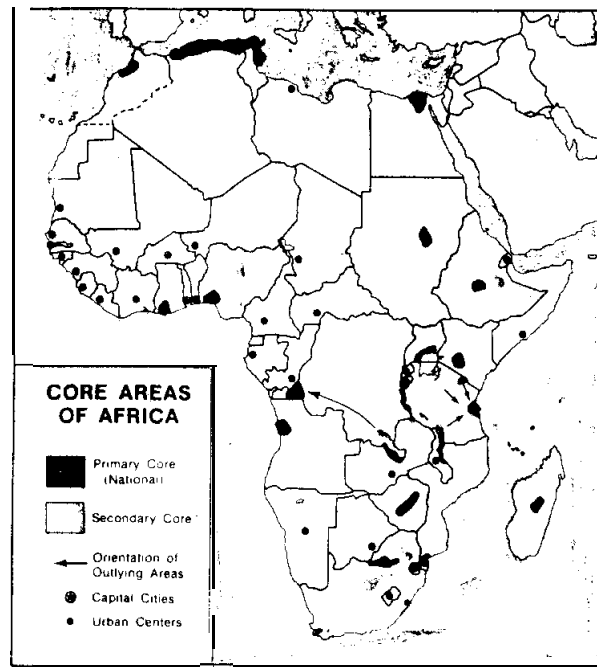 CORE AREAS
OF AFRICA
Primary Core
(National)
Secondary Core
Orientation of
Outlying Areas
Capital Cities
Urban Centers